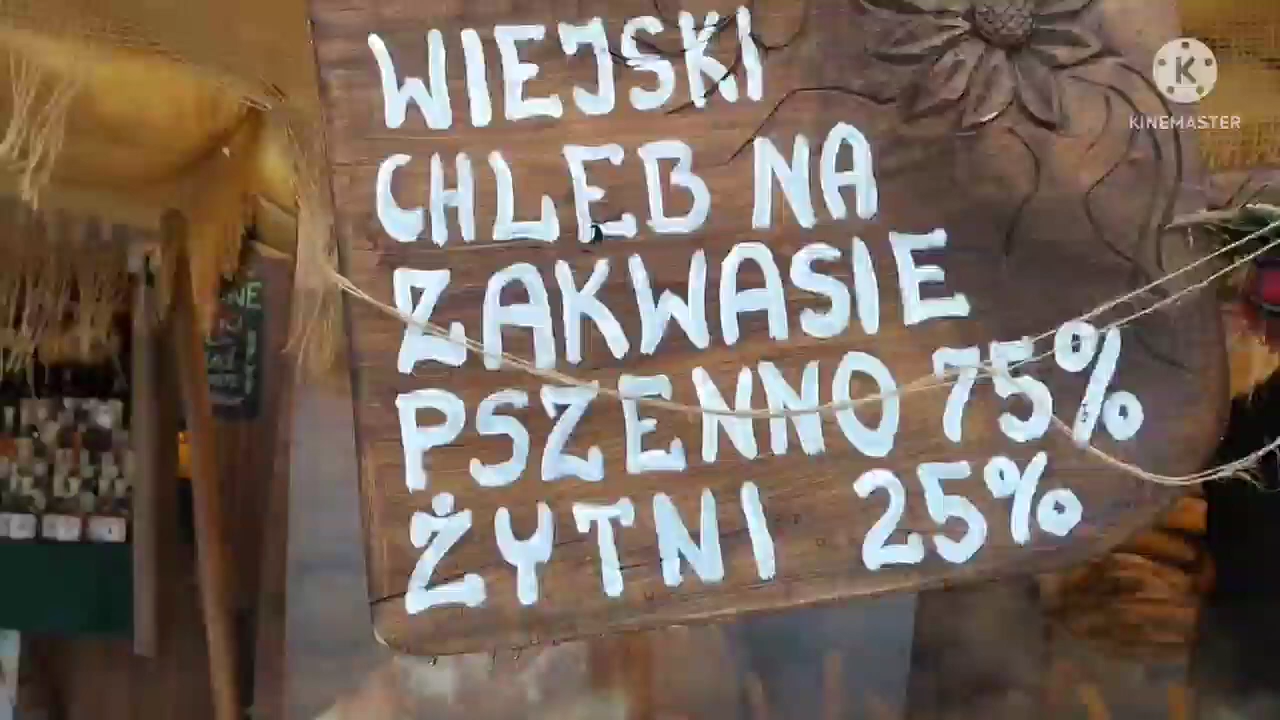 WIEJSKI
CHLEB NA
ZAKWASIE
PSZENNO 75%
ŻYTNI 25%
K
KINEMASTER